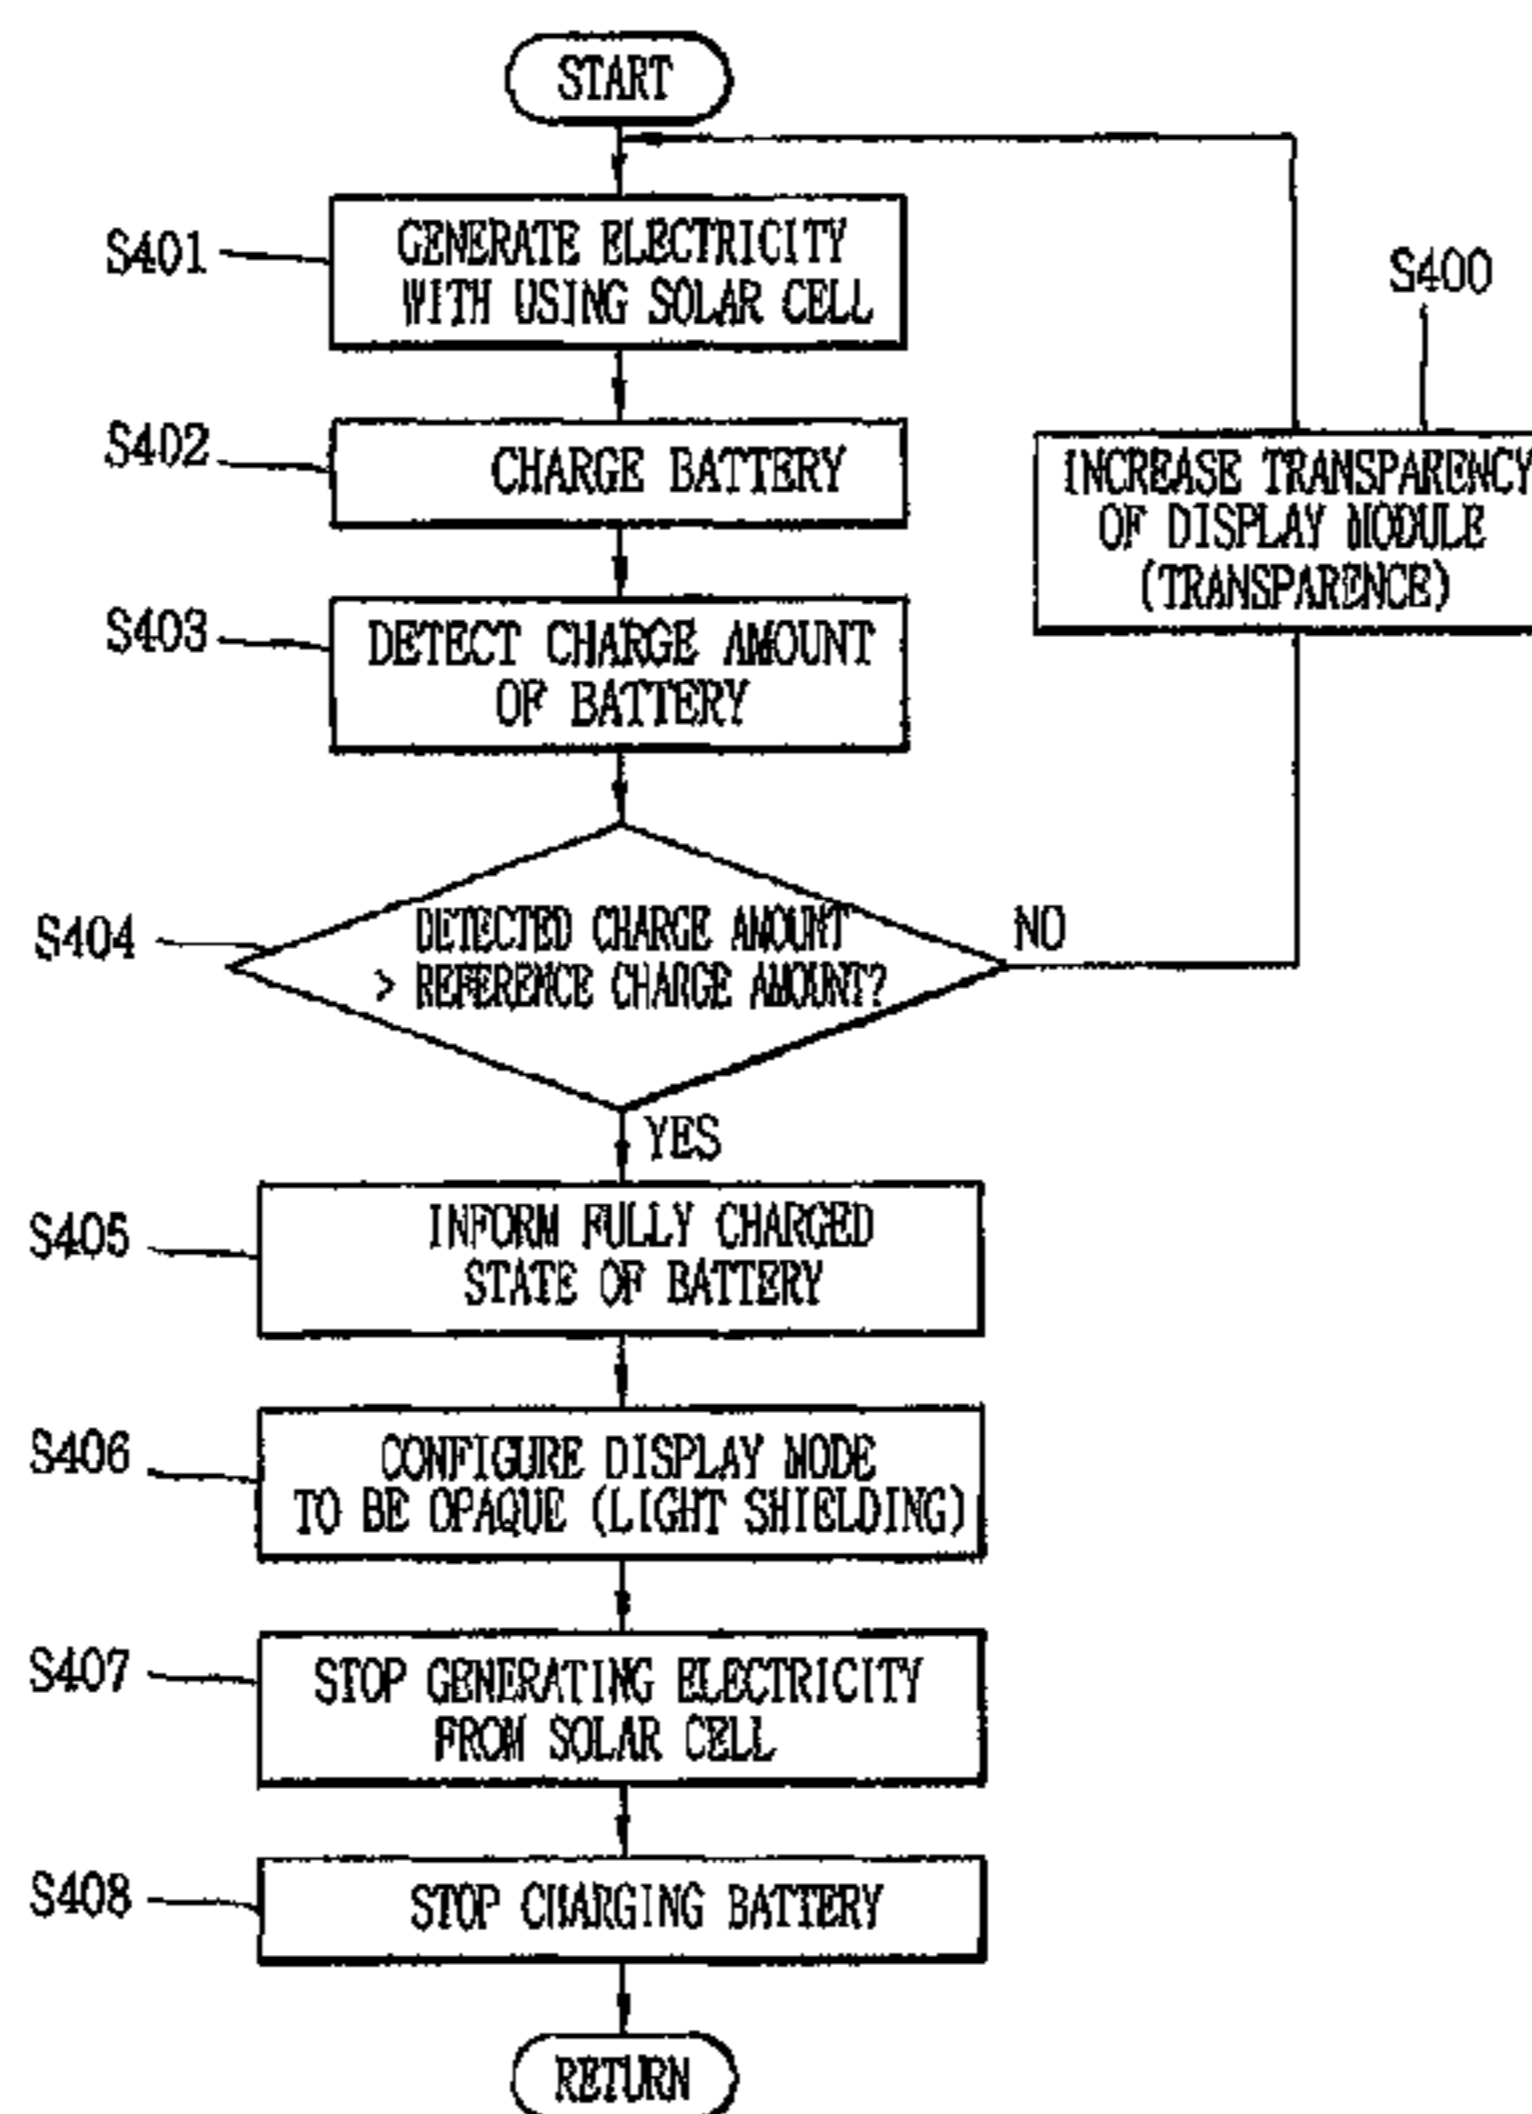 START
S401
GENERATE ELECTRICITY
WITH USING SOLAR CELL
S400
INCREASE TRANSPARENCY
OF DISPLAY MODULE
(TRANSPARENCE)
S402
CHARGE BATTERY
S403
DETECT CHARGE AMOUNT
OF BATTERY
S404
DETECTED CHARGE AMOUNT
> REFERENCE CHARGE AMOUNT?
NO
YES
S405
INFORM FULLY CHARGED
STATE OF BATTERY
S406
CONFIGURE DISPLAY MODE
TO BE OPAQUE (LIGHT SHIELDING)
S407
STOP GENERATING ELECTRICITY
FROM SOLAR CELL
S408
STOP CHARGING BATTERY
RETURN